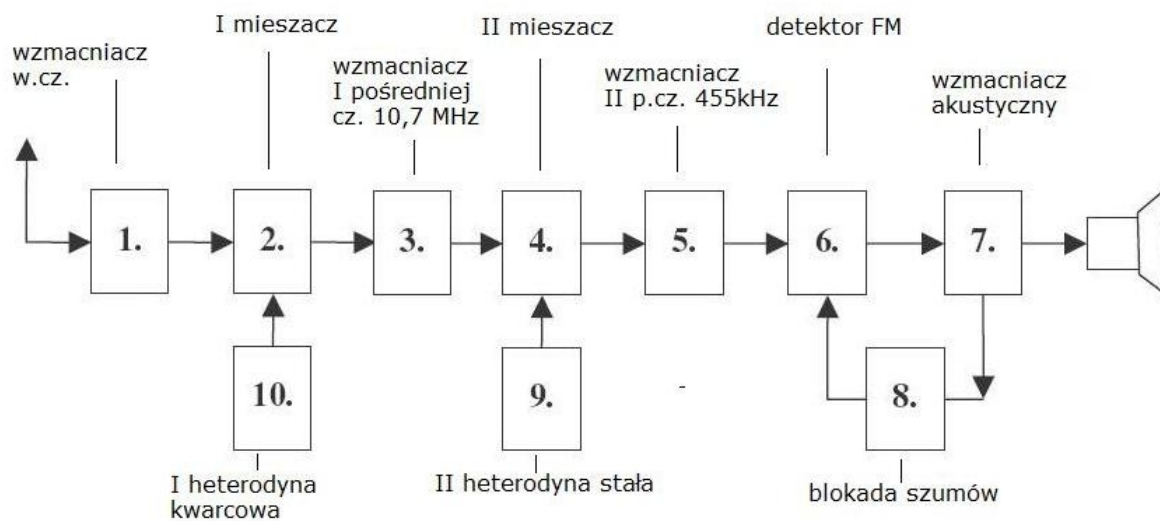 wzmacniacz
w.cz.
I mieszacz
wzmacniacz
I pośredniej
cz. 10,7 MHz
II mieszacz
wzmacniacz
II p.cz. 455kHz
detektor FM
wzmacniacz
akustyczny
1.
2.
3.
4.
5.
6.
7.
10.
9.
8.
I heterodyna
kwarcowa
II heterodyna stała
blokada szumów